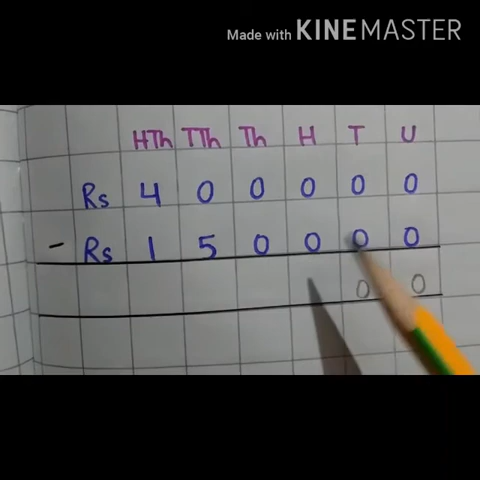 Made with KINEMASTER
HTh TTh Th H T U
Rs 4 0 0 0 0 0
- Rs 1 5 0 0 0 0
0 0